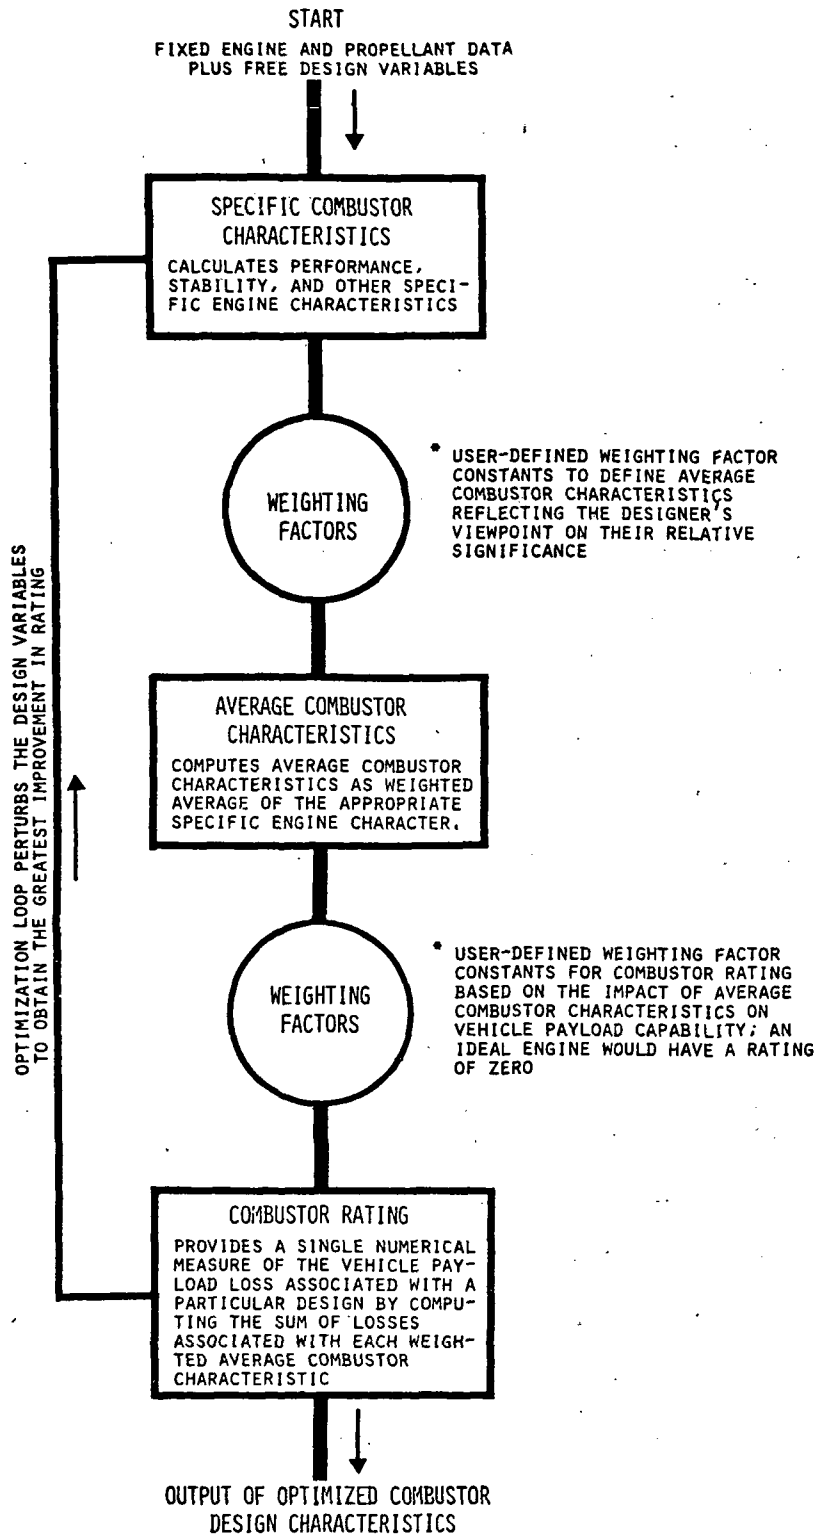 START
FIXED ENGINE AND PROPELLANT DATA
PLUS FREE DESIGN VARIABLES
SPECIFIC COMBUSTOR
CHARACTERISTICS
CALCULATES PERFORMANCE,
STABILITY, AND OTHER SPECI-
FIC ENGINE CHARACTERISTICS
WEIGHTING
FACTORS
* USER-DEFINED WEIGHTING FACTOR
CONSTANTS TO DEFINE AVERAGE
COMBUSTOR CHARACTERISTICS
REFLECTING THE DESIGNER'S
VIEWPOINT ON THEIR RELATIVE
SIGNIFICANCE
AVERAGE COMBUSTOR
CHARACTERISTICS
COMPUTES AVERAGE COMBUSTOR
CHARACTERISTICS AS WEIGHTED
AVERAGE OF THE APPROPRIATE
SPECIFIC ENGINE CHARACTER.
OPTIMIZATION LOOP PERTURBS THE DESIGN VARIABLES
TO OBTAIN THE GREATEST IMPROVEMENT IN RATING
WEIGHTING
FACTORS
* USER-DEFINED WEIGHTING FACTOR
CONSTANTS FOR COMBUSTOR RATING
BASED ON THE IMPACT OF AVERAGE
COMBUSTOR CHARACTERISTICS ON
VEHICLE PAYLOAD CAPABILITY; AN
IDEAL ENGINE WOULD HAVE A RATING
OF ZERO
COMBUSTOR RATING
PROVIDES A SINGLE NUMERICAL
MEASURE OF THE VEHICLE PAY-
LOAD LOSS ASSOCIATED WITH A
PARTICULAR DESIGN BY COMPU-
TING THE SUM OF LOSSES
ASSOCIATED WITH EACH WEIGH-
TED AVERAGE COMBUSTOR
CHARACTERISTIC
OUTPUT OF OPTIMIZED COMBUSTOR
DESIGN CHARACTERISTICS